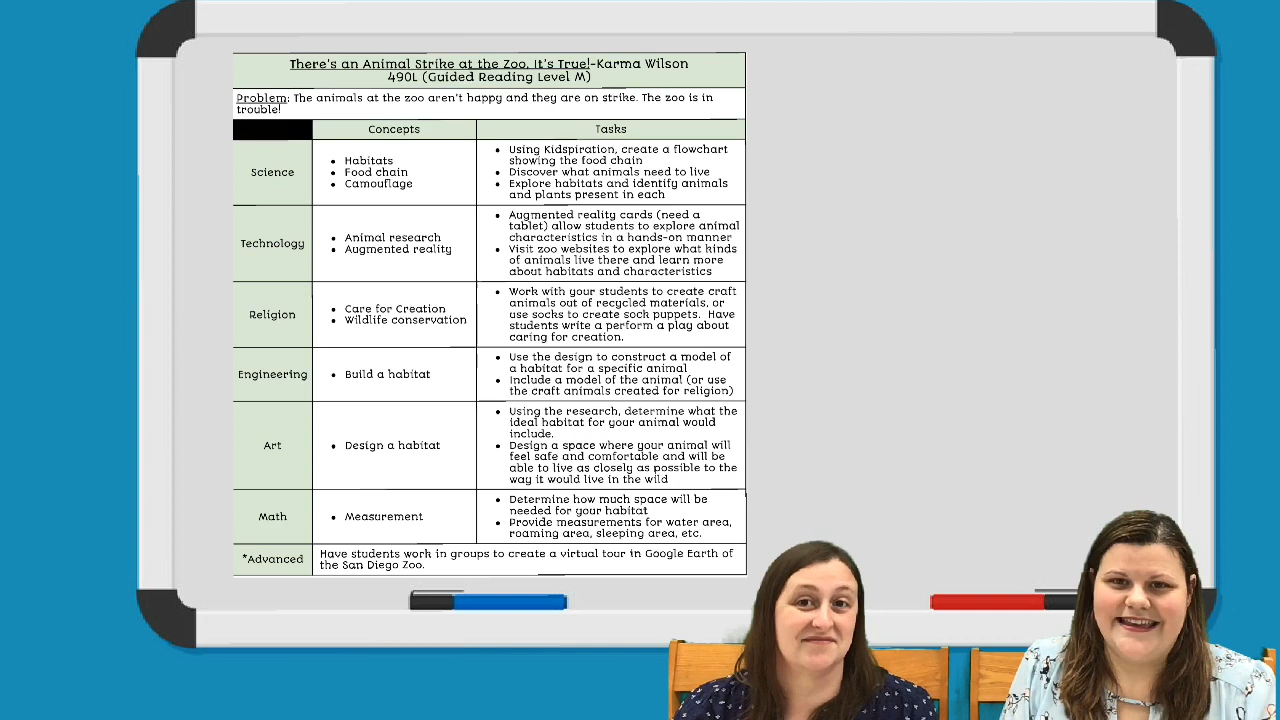 There's an Animal Strike at the Zoo. It's True!-Karma Wilson
490L (Guided Reading Level M)
Problem: The animals at the zoo aren't happy and they are on strike. The zoo is in
trouble!
Concepts
Tasks
Science
• Habitats
• Food chain
• Camouflage
• Using Kidspiration, create a flowchart
showing the food chain
• Discover what animals need to live
• Explore habitats and identify animals
and plants present in each
Technology
• Animal research
• Augmented reality
• Augmented reality cards (need a
tablet) allow students to explore animal
characteristics in a hands-on manner
• Visit zoo websites to explore what kinds
of animals live there and learn more
about habitats and characteristics
Religion
• Care for Creation
• Wildlife conservation
• Work with your students to create craft
animals out of recycled materials, or
use socks to create sock puppets. Have
students write a perform a play about
caring for creation.
Engineering
• Build a habitat
• Use the design to construct a model of
a habitat for a specific animal
• Include a model of the animal (or use
the craft animals created for religion)
Art
• Design a habitat
• Using the research, determine what the
ideal habitat for your animal would
include.
• Design a space where your animal will
feel safe and comfortable and will be
able to live as closely as possible to the
way it would live in the wild
Math
• Measurement
• Determine how much space will be
needed for your habitat
• Provide measurements for water area,
roaming area, sleeping area, etc.
*Advanced
Have students work in groups to create a virtual tour in Google Earth of
the San Diego Zoo.